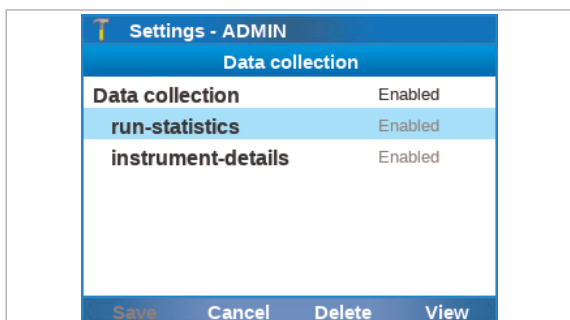 Settings - ADMIN
Data collection
Data collection Enabled
run-statistics Enabled
instrument-details Enabled
Save Cancel Delete View